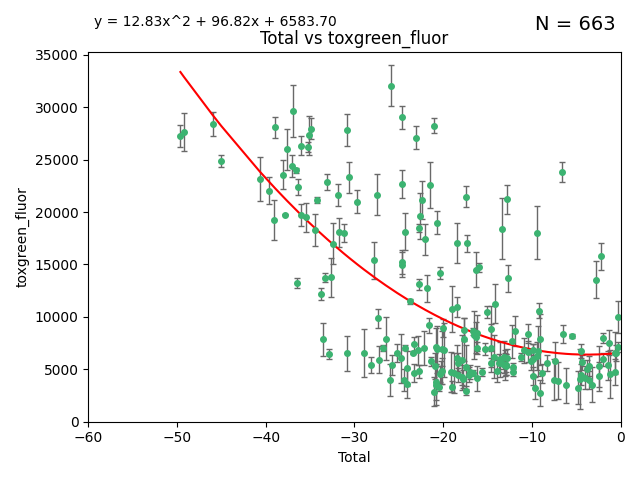 y = 12.83x^2 + 96.82x + 6583.70
N = 663
Total vs toxgreen_fluor
35000
30000
25000
20000
15000
10000
5000
0
toxgreen_fluor
−60 −50 −40 −30 −20 −10 0
Total